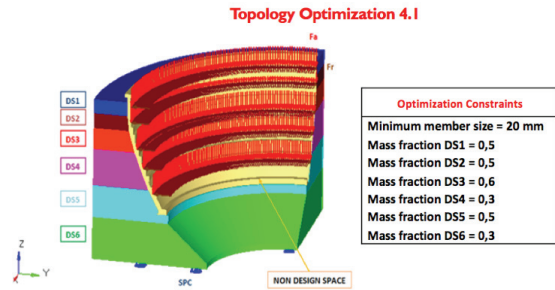 Topology Optimization 4.1
Fa
Fr
DS1
DS2
DS3
DS4
DS5
DS6
Z
Y
X
SPC
NON DESIGN SPACE
Optimization Constraints
Minimum member size = 20 mm
Mass fraction DS1 = 0,5
Mass fraction DS2 = 0,5
Mass fraction DS3 = 0,6
Mass fraction DS4 = 0,3
Mass fraction DS5 = 0,5
Mass fraction DS6 = 0,3